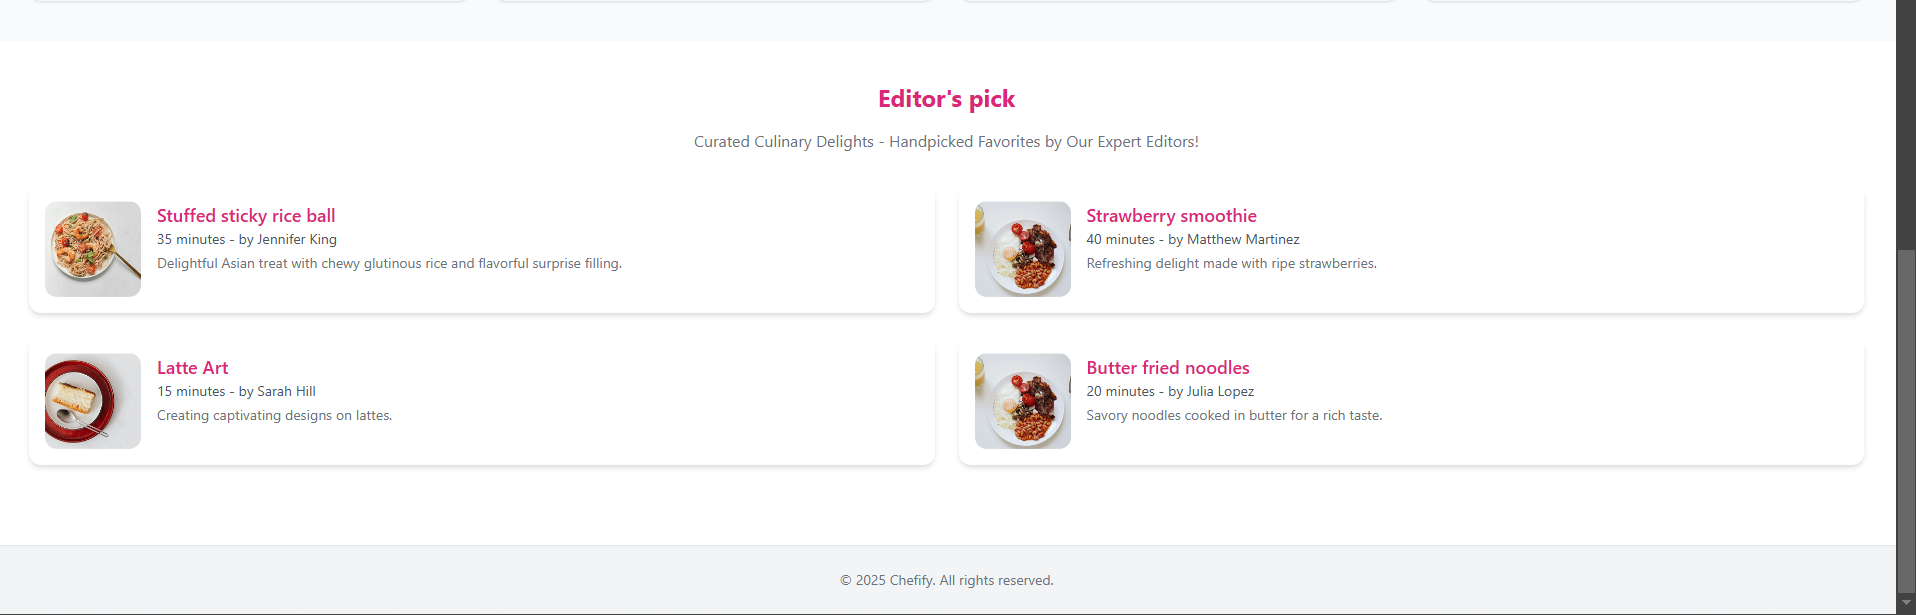 Editor's pick
Curated Culinary Delights - Handpicked Favorites by Our Expert Editors!
Stuffed sticky rice ball
35 minutes - by Jennifer King
Delightful Asian treat with chewy glutinous rice and flavorful surprise filling.
Strawberry smoothie
40 minutes - by Matthew Martinez
Refreshing delight made with ripe strawberries.
Latte Art
15 minutes - by Sarah Hill
Creating captivating designs on lattes.
Butter fried noodles
20 minutes - by Julia Lopez
Savory noodles cooked in butter for a rich taste.
© 2025 Chefify. All rights reserved.